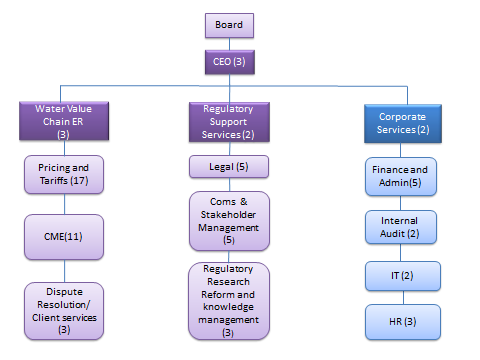 Board
CEO (3)
Water Value
Chain ER
(3)
Pricing and
Tariffs (17)
CME(11)
Dispute
Resolution/
Client services
(3)
Regulatory
Support
Services (2)
Legal (5)
Coms &
Stakeholder
Management
(5)
Regulatory
Research
Reform and
knowledge
management
(3)
Corporate
Services (2)
Finance and
Admin(5)
Internal
Audit (2)
IT (2)
HR (3)